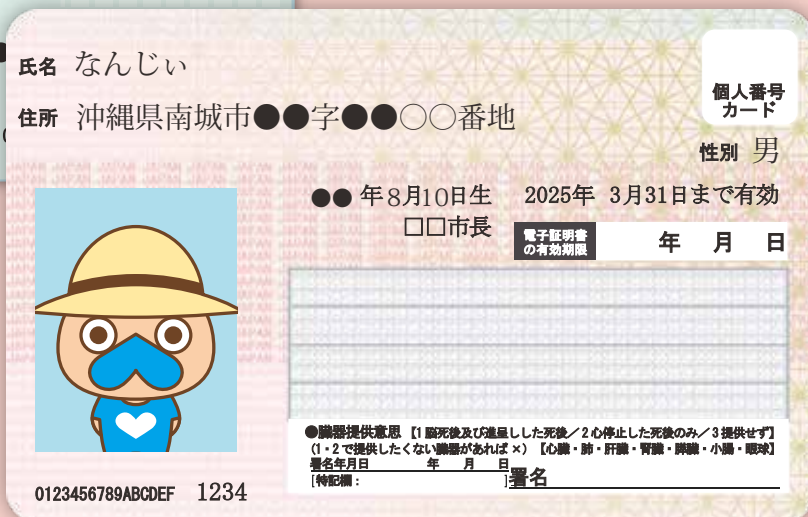 氏名 なんじぃ
個人番号
カード
住所 沖縄県南城市●●字●●○○番地
性別 男
●● 年8月10日生 2025年 3月31日まで有効
□□市長
電子証明書
の有効期限 年 月 日
●臓器提供意思 【1 脳死後及び進呈しした死後／2 心停止した死後のみ／3 提供せず】
（1・2 で提供したくない臓器があれば ×）【心臓・肺・肝臓・腎臓・膵臓・小腸・眼球】
署名年月日 年 月 日
[特記欄： ] 署名
0123456789ABCDEF 1234